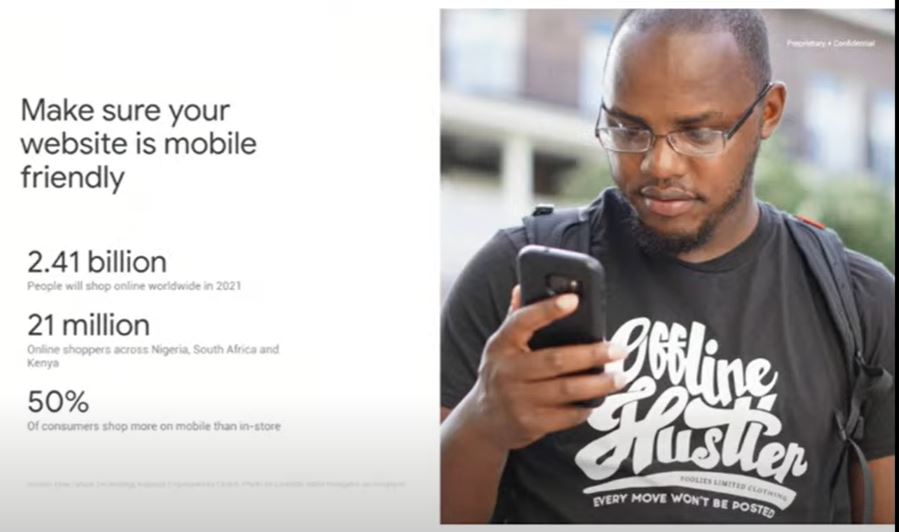 Proprietary + Confidential
Make sure your
website is mobile
friendly
2.41 billion
People will shop online worldwide in 2021
21 million
Online shoppers across Nigeria, South Africa and
Kenya
50%
Of consumers shop more on mobile than in-store
Offline
Hustler
FOOLIES LIMITED CLOTHING
EVERY MOVE WON'T BE POSTED